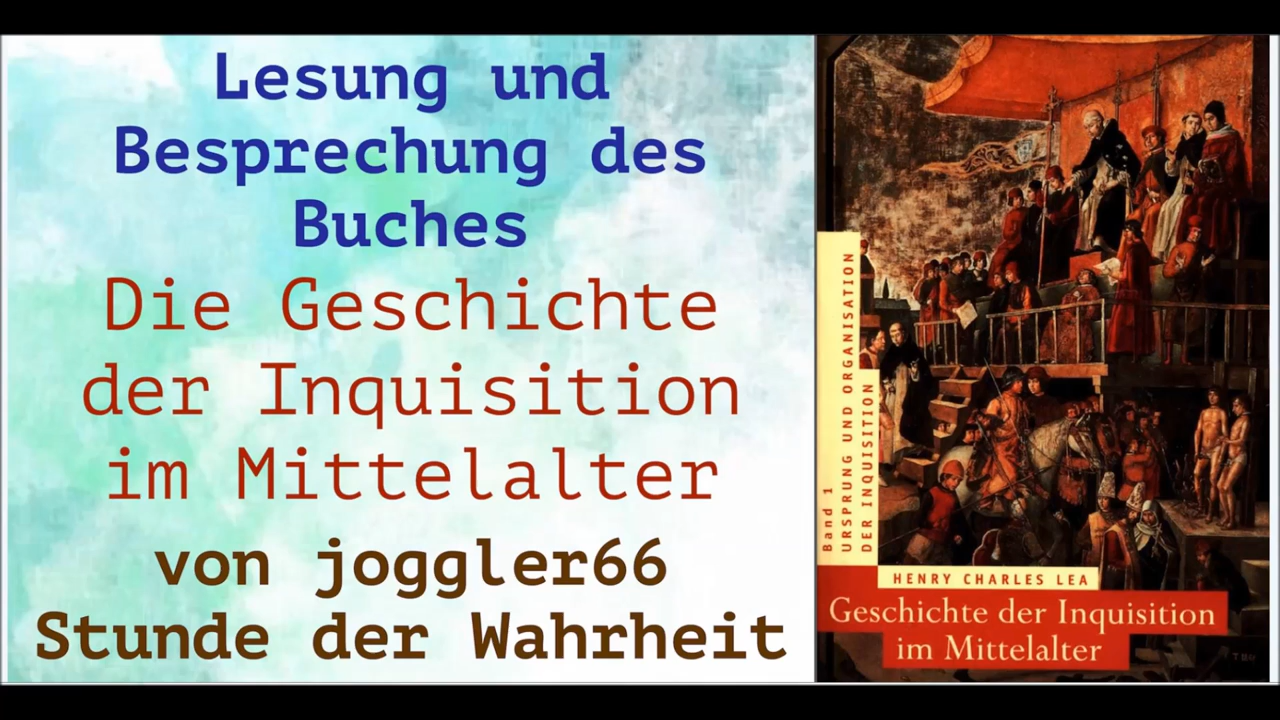 Lesung und
Besprechung des
Buches
Die Geschichte
der Inquisition
im Mittelalter
von joggler66
Stunde der Wahrheit
Band 1
URSPRUNG UND ORGANISATION
DER INQUISITION
HENRY CHARLES LEA
Geschichte der Inquisition
im Mittelalter